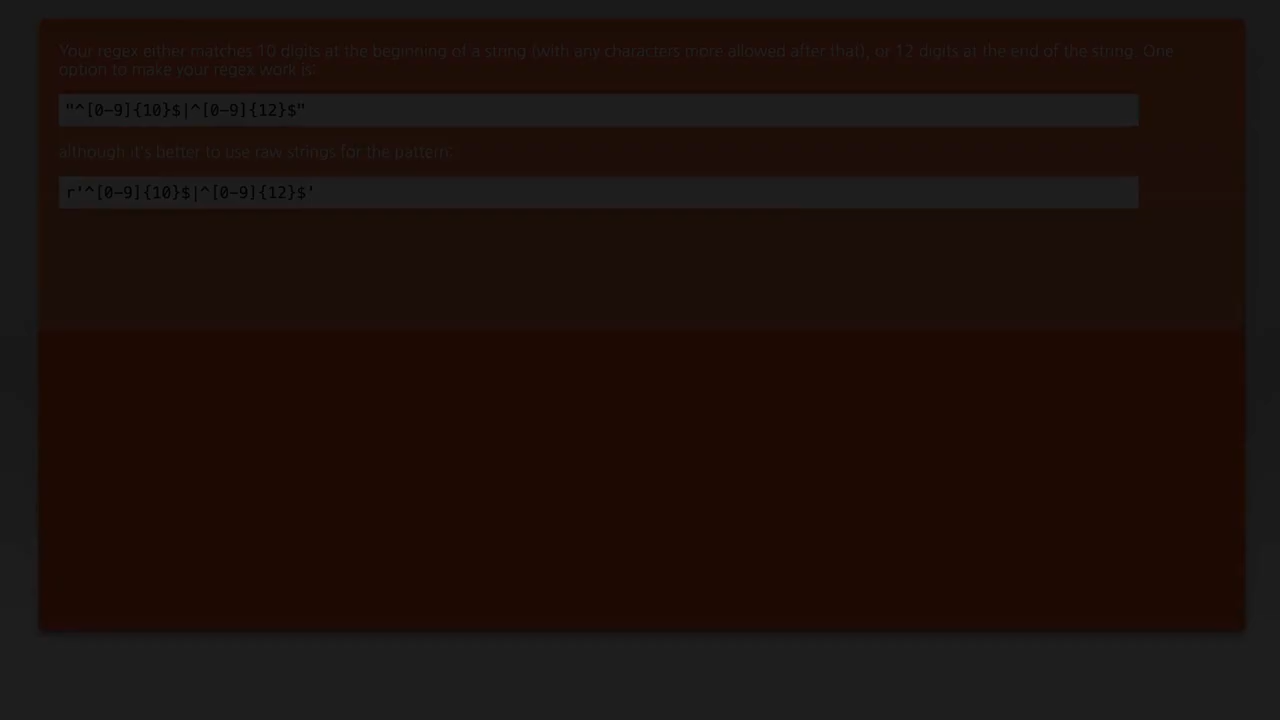 Your regex either matches 10 digits at the beginning of a string (with any characters more allowed after that), or 12 digits at the end of the string. One
option to make your regex work is:
"^[0-9]{10}$|^[0-9]{12}$"
although it's better to use raw strings for the pattern:
r'^[0-9]{10}$|^[0-9]{12}$'